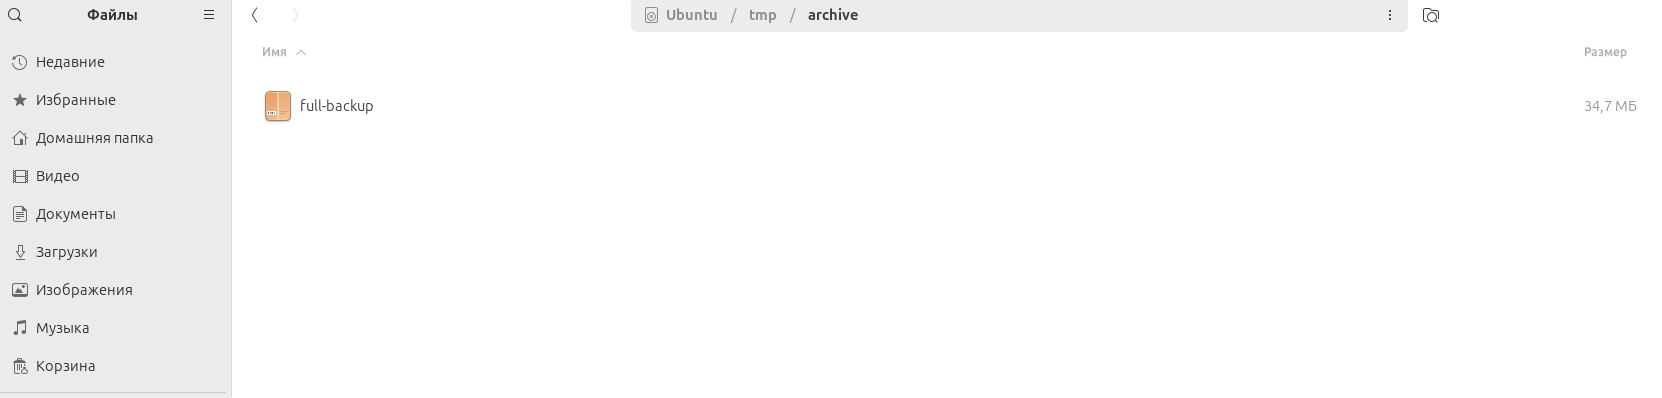 Файлы
Ubuntu / tmp / archive
Имя Размер
Недавние
full-backup 34,7 МБ
Избранные
Домашняя папка
Видео
Документы
Загрузки
Изображения
Музыка
Корзина